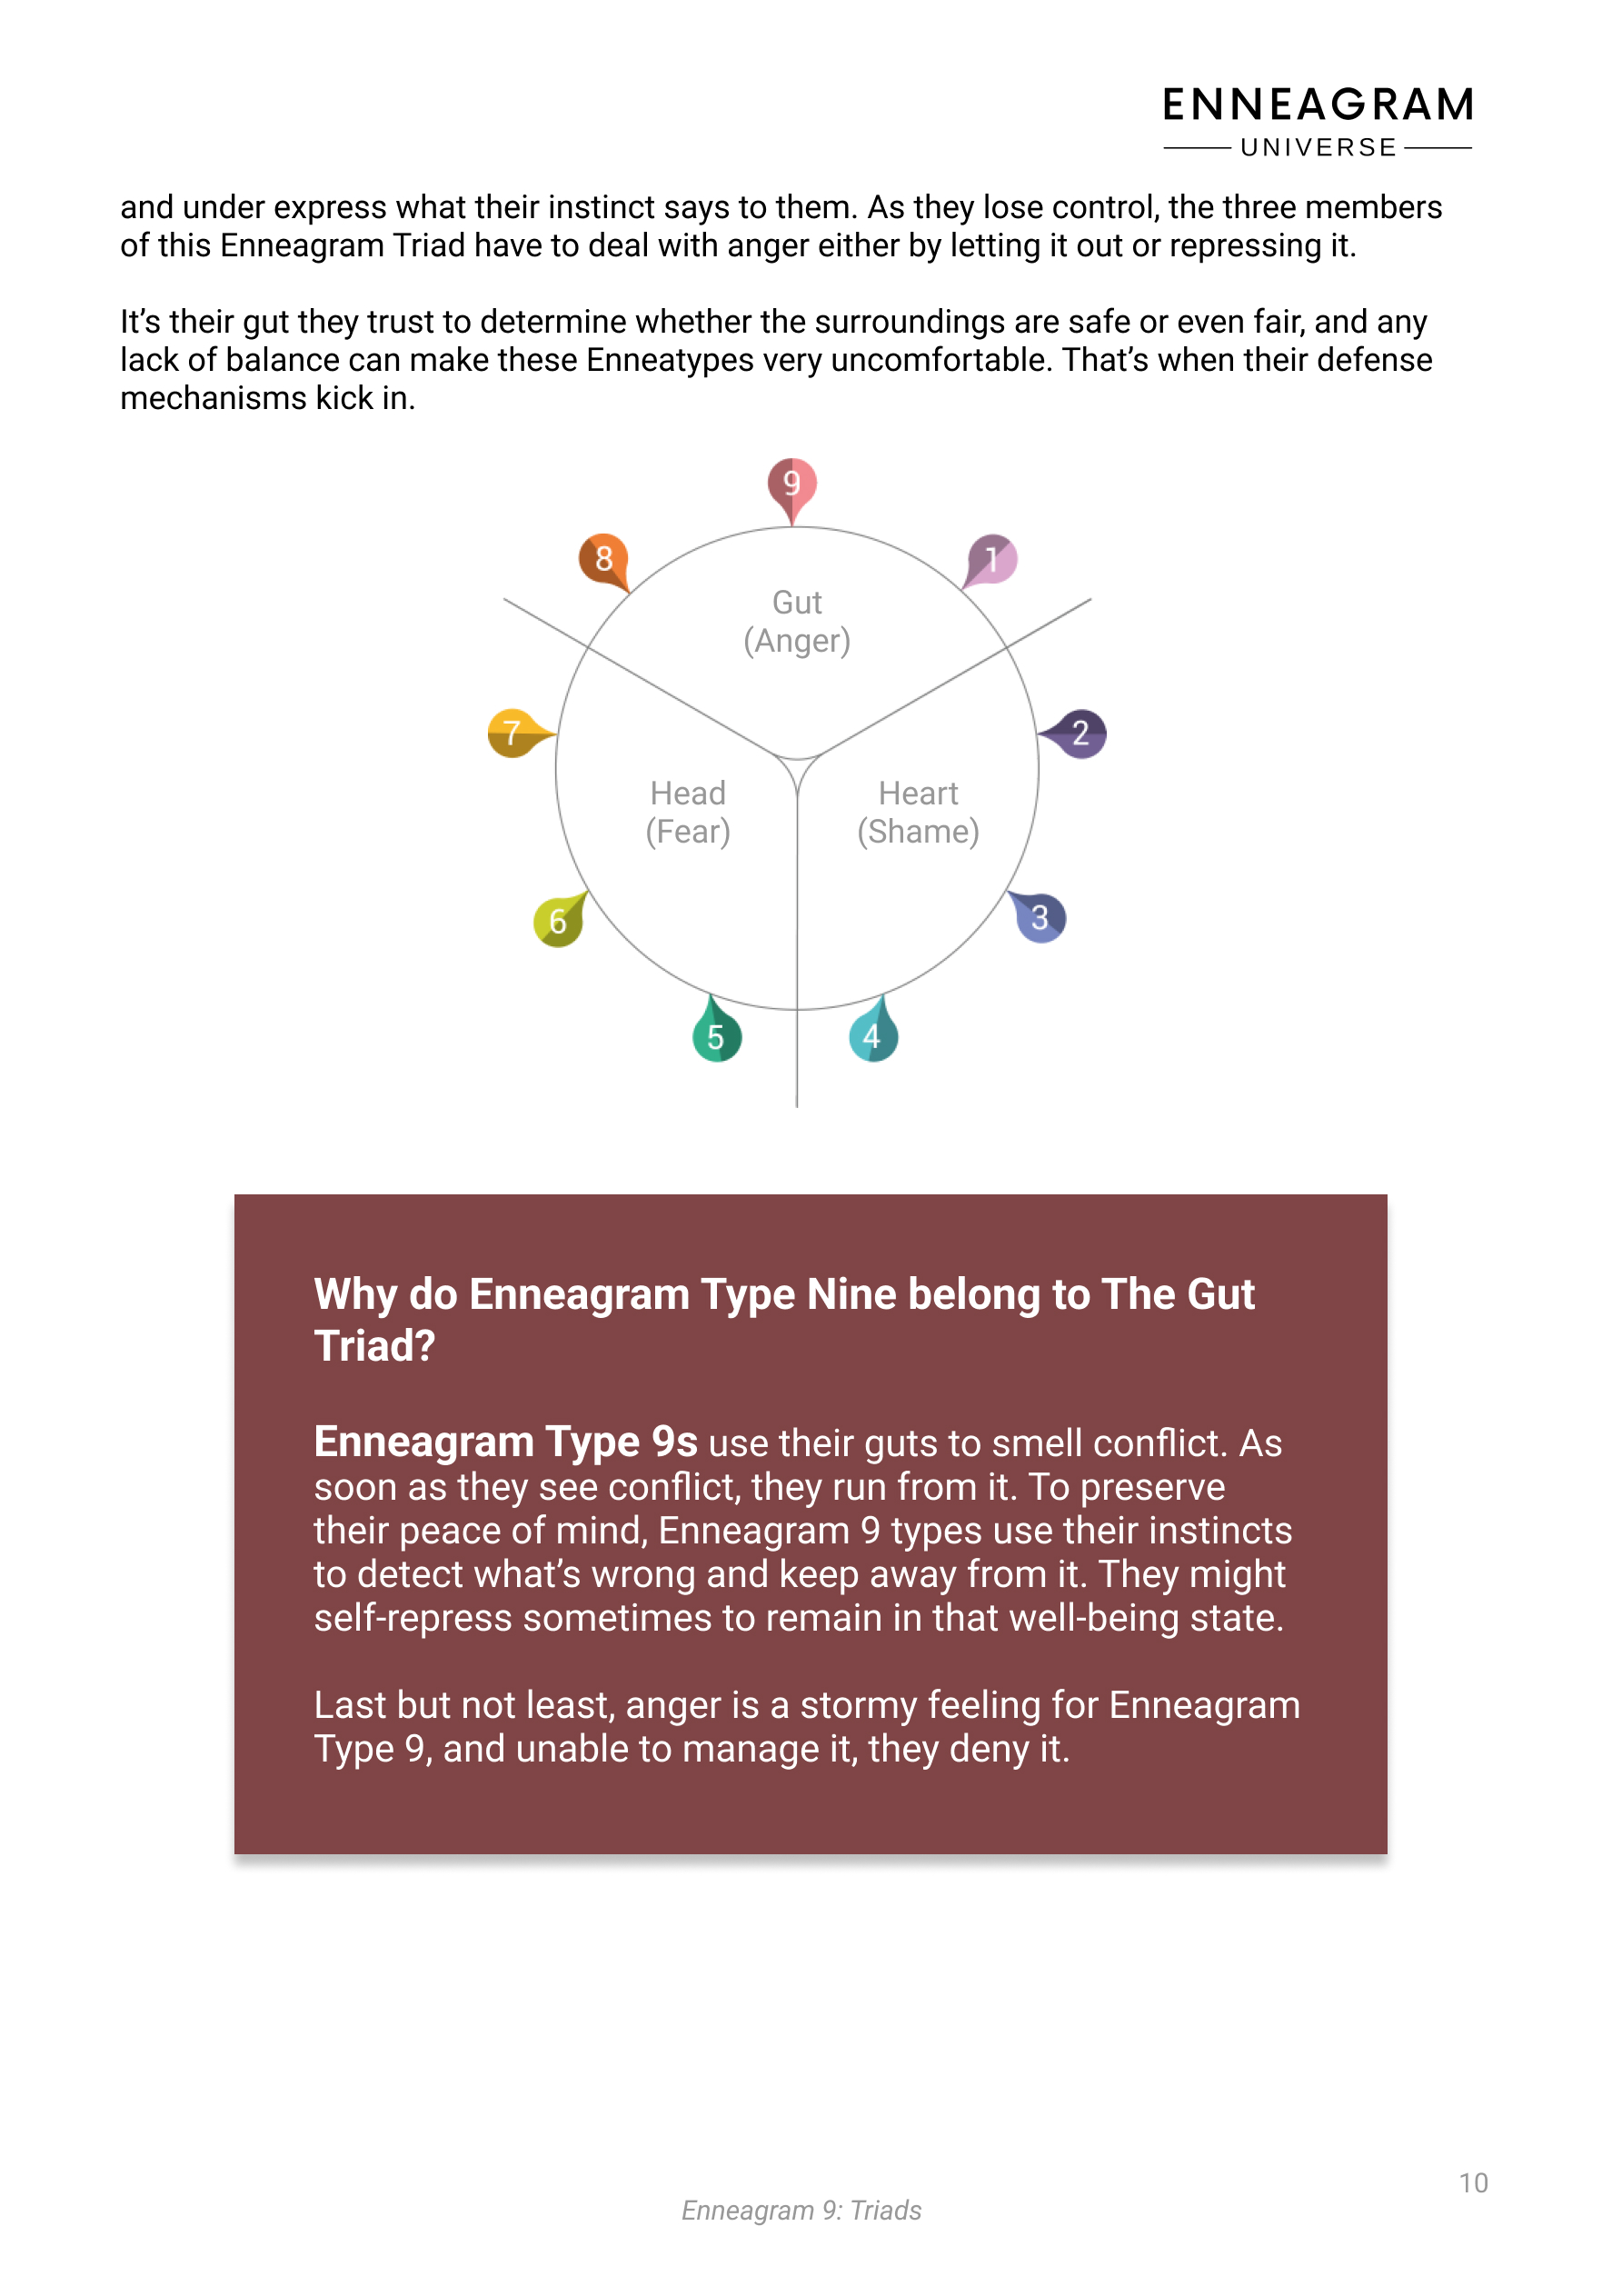 ENNEAGRAM
UNIVERSE
and under express what their instinct says to them. As they lose control, the three members
of this Enneagram Triad have to deal with anger either by letting it out or repressing it.
It’s their gut they trust to determine whether the surroundings are safe or even fair, and any
lack of balance can make these Enneatypes very uncomfortable. That’s when their defense
mechanisms kick in.
9
8
1
Gut
(Anger)
7
2
Head
(Fear)
Heart
(Shame)
6
3
5
4
Why do Enneagram Type Nine belong to The Gut
Triad?
Enneagram Type 9s use their guts to smell conflict. As
soon as they see conflict, they run from it. To preserve
their peace of mind, Enneagram 9 types use their instincts
to detect what’s wrong and keep away from it. They might
self-repress sometimes to remain in that well-being state.
Last but not least, anger is a stormy feeling for Enneagram
Type 9, and unable to manage it, they deny it.
10
Enneagram 9: Triads